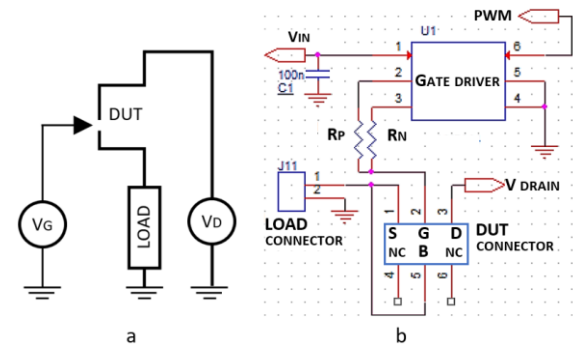 DUT
VG
LOAD
VD
a
PWM
U1
VIN
1
6
100n
C1
2
GATE DRIVER
5
3
4
RP
RN
J11
1
2
V DRAIN
LOAD
CONNECTOR
1
2
3
S G D
DUT
CONNECTOR
NC B NC
4
5
6
b